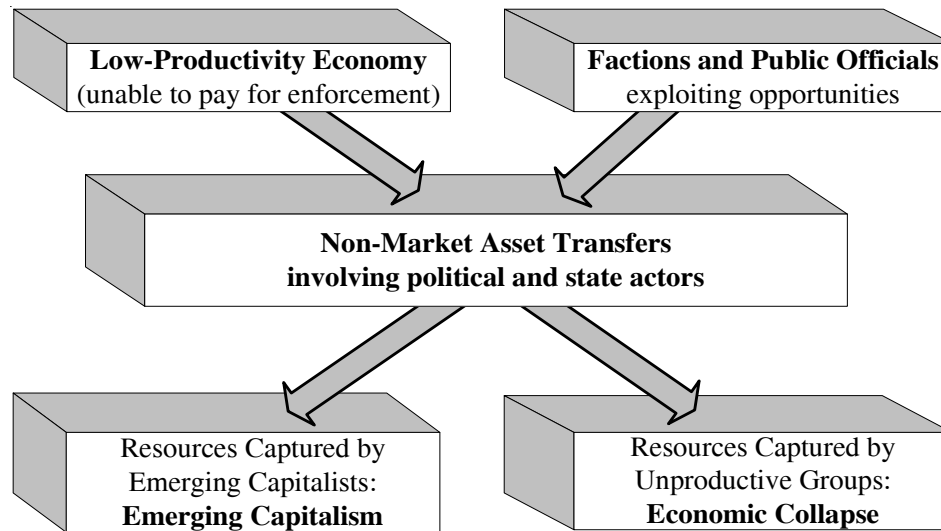 Low-Productivity Economy
(unable to pay for enforcement)
Factions and Public Officials
exploiting opportunities
Non-Market Asset Transfers
involving political and state actors
Resources Captured by
Emerging Capitalists:
Emerging Capitalism
Resources Captured by
Unproductive Groups:
Economic Collapse